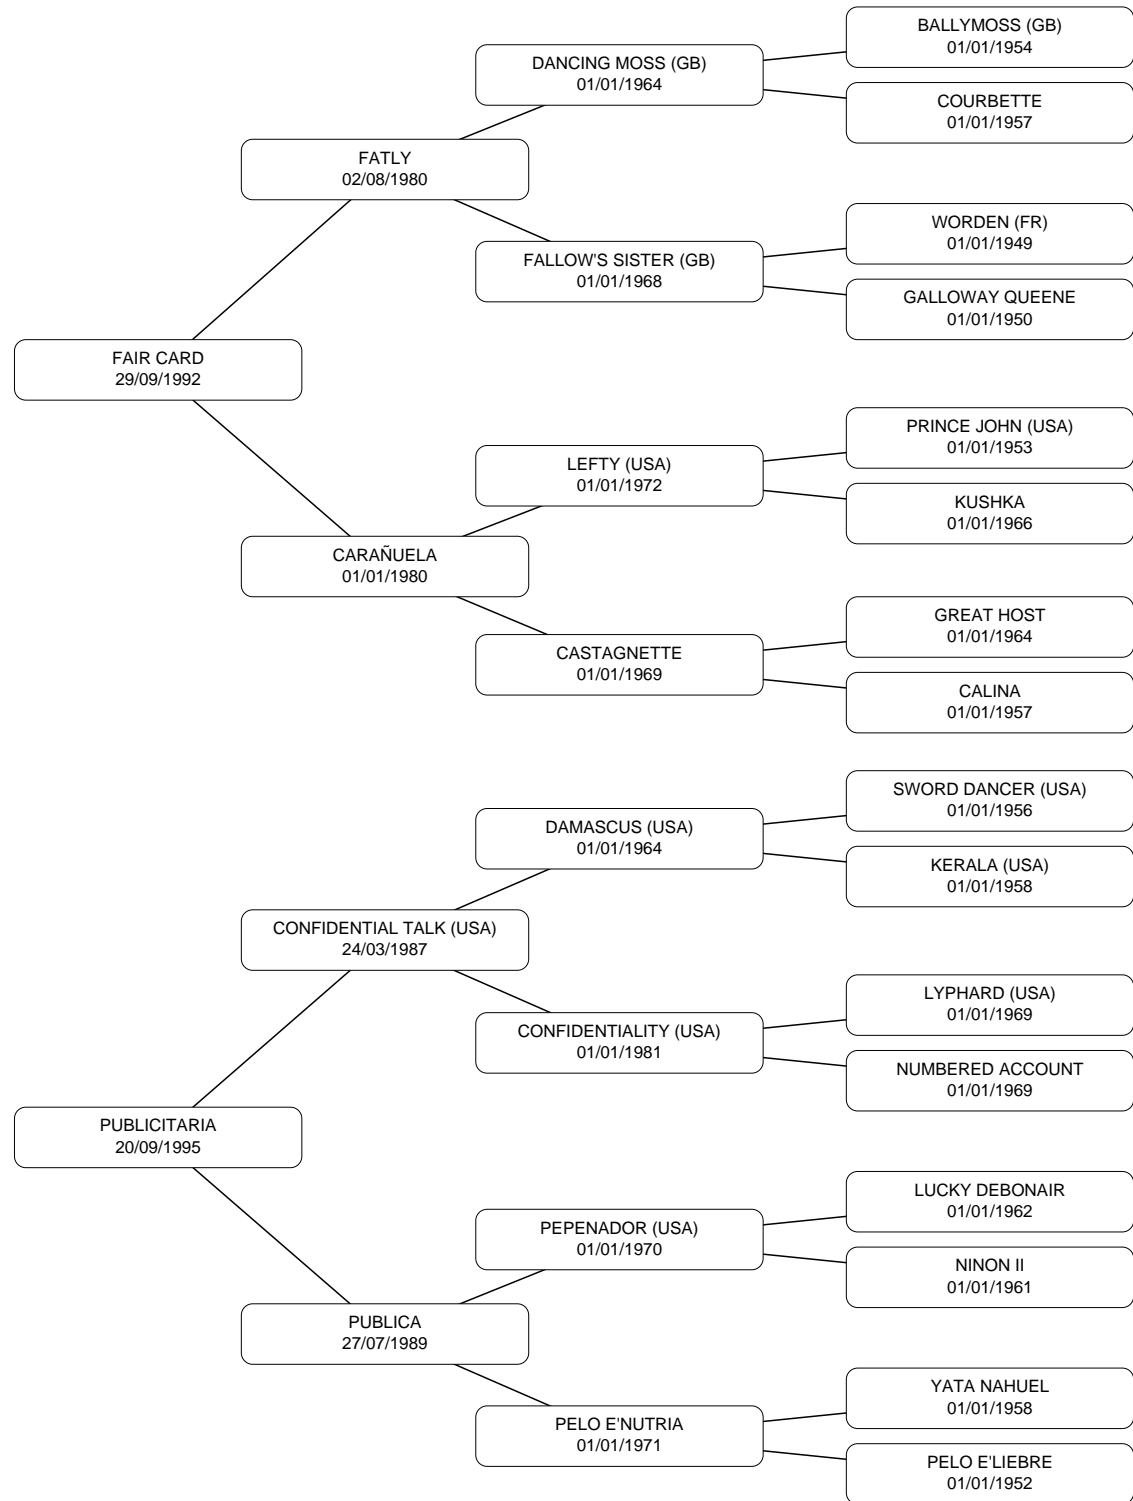 BALLYMOSS (GB)
01/01/1954
DANCING MOSS (GB)
01/01/1964
COURBETTE
01/01/1957
FATLY
02/08/1980
WORDEN (FR)
01/01/1949
FALLOW'S SISTER (GB)
01/01/1968
GALLOWAY QUEENE
01/01/1950
FAIR CARD
29/09/1992
PRINCE JOHN (USA)
01/01/1953
LEFTY (USA)
01/01/1972
KUSHKA
01/01/1966
CARAÑUELA
01/01/1980
GREAT HOST
01/01/1964
CASTAGNETTE
01/01/1969
CALINA
01/01/1957
SWORD DANCER (USA)
01/01/1956
DAMASCUS (USA)
01/01/1964
KERALA (USA)
01/01/1958
CONFIDENTIAL TALK (USA)
24/03/1987
LYPHARD (USA)
01/01/1969
CONFIDENTIALITY (USA)
01/01/1981
NUMBERED ACCOUNT
01/01/1969
PUBLICITARIA
20/09/1995
LUCKY DEBONAIR
01/01/1962
PEPENADOR (USA)
01/01/1970
NINON II
01/01/1961
PUBLICA
27/07/1989
YATA NAHUEL
01/01/1958
PELO E'NUTRIA
01/01/1971
PELO E'LIEBRE
01/01/1952